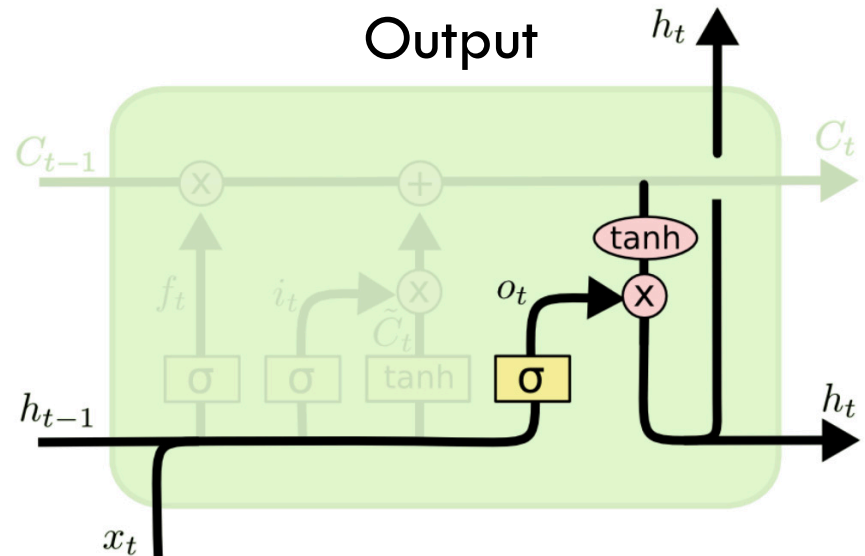 Output
h_t
C_{t-1}
C_t
x
+
tanh
f_t
i_t
x
o_t
x
C̃_t
σ
σ
tanh
σ
h_{t-1}
h_t
x_t